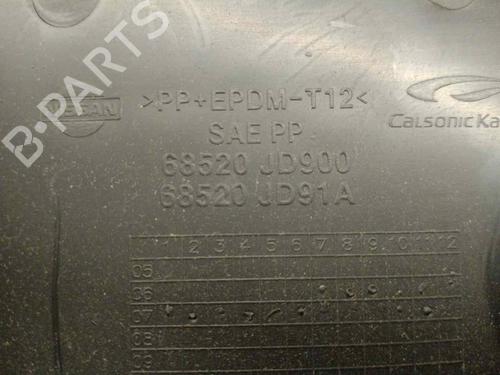 NISSAN >PP+EPDM-T12<
SAE PP
CalsonicKa
68520 JD900
68520 JD91A
1 2 3 4 5 6 7 8 9 10 11 12
05
06
07
08
09
B-PARTS